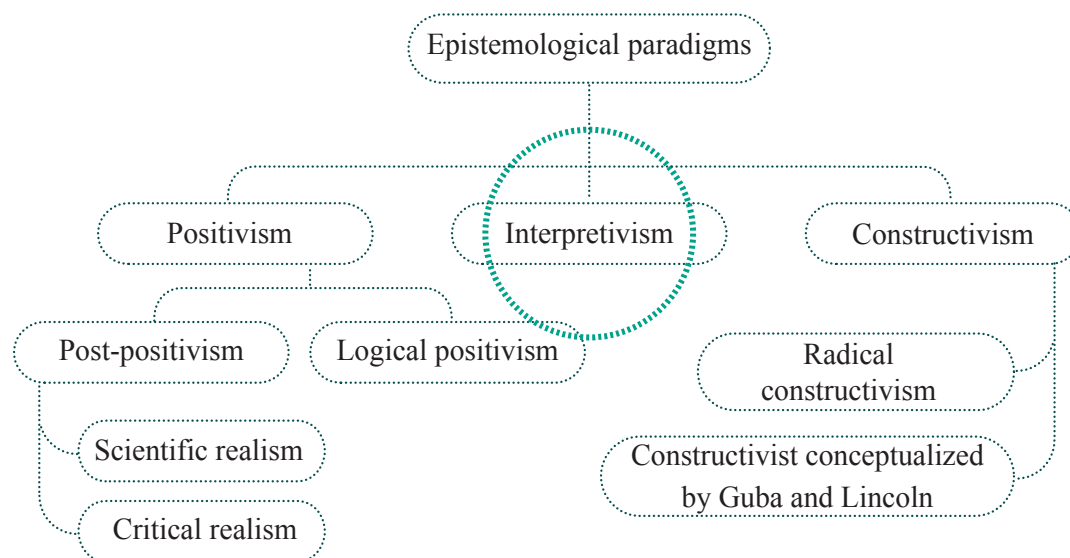 Epistemological paradigms
Positivism
Interpretivism
Constructivism
Post-positivism
Logical positivism
Radical
constructivism
Scientific realism
Constructivist conceptualized
by Guba and Lincoln
Critical realism